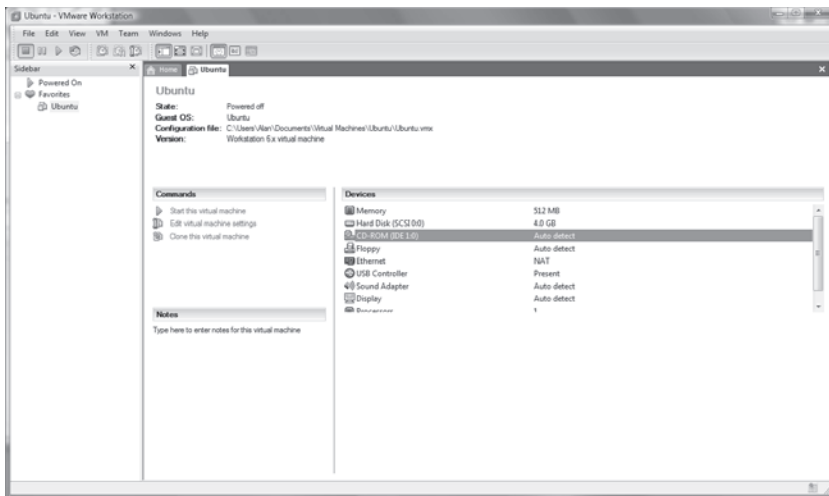 Ubuntu - VMware Workstation
File Edit View VM Team Windows Help
Sidebar
Powered On
Favorites
Ubuntu
Home Ubuntu
Ubuntu
State: Powered off
Guest OS: Ubuntu
Configuration file: C:\Users\Alan\Documents\Virtual Machines\Ubuntu\Ubuntu.vmx
Version: Workstation 6.x virtual machine
Commands
Start this virtual machine
Edit virtual machine settings
Clone this virtual machine
Devices
Memory 512 MB
Hard Disk (SCSI 0:0) 4.0 GB
CD-ROM (IDE 1:0) Auto detect
Floppy Auto detect
Ethernet NAT
USB Controller Present
Sound Adapter Auto detect
Display Auto detect
Processors 1
Notes
Type here to enter notes for this virtual machine